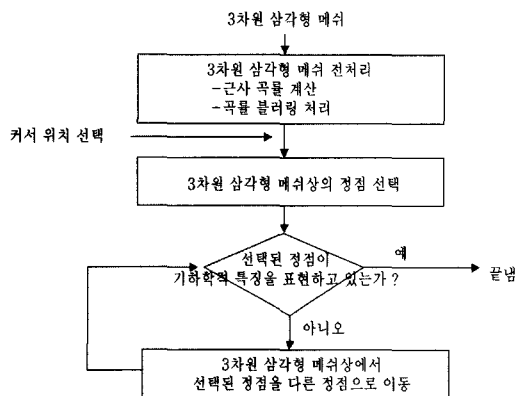 3차원 삼각형 메쉬
3차원 삼각형 메쉬 전처리
-근사 곡률 계산
-곡률 블러링 처리
커서 위치 선택
3차원 삼각형 메쉬상의 정점 선택
선택된 정점이
기하학적 특징을 표현하고 있는가 ?
예
끝냄
아니오
3차원 삼각형 메쉬상에서
선택된 정점을 다른 정점으로 이동